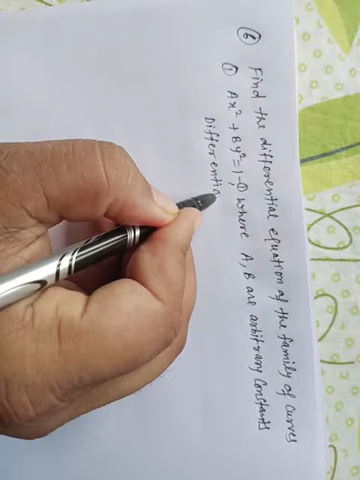 ⑥ Find the differential equation of the family of curves
① Ax² + By² = 1 -① where A, B are arbitrary constants
Differentia